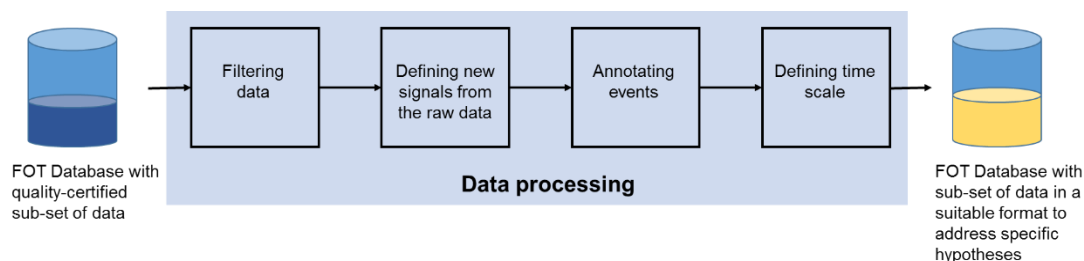 Filtering
data
Defining new
signals from
the raw data
Annotating
events
Defining time
scale
Data processing
FOT Database with
quality-certified
sub-set of data
FOT Database with
sub-set of data in a
suitable format to
address specific
hypotheses